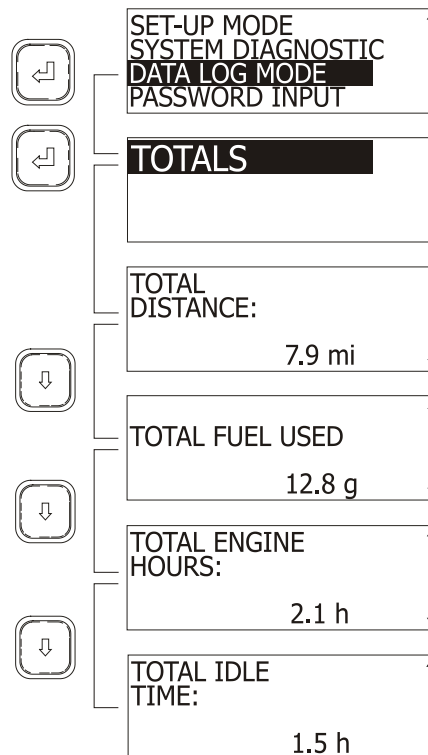 SET-UP MODE
SYSTEM DIAGNOSTIC
DATA LOG MODE
PASSWORD INPUT
TOTALS
TOTAL
DISTANCE:
7.9 mi
TOTAL FUEL USED
12.8 g
TOTAL ENGINE
HOURS:
2.1 h
TOTAL IDLE
TIME:
1.5 h